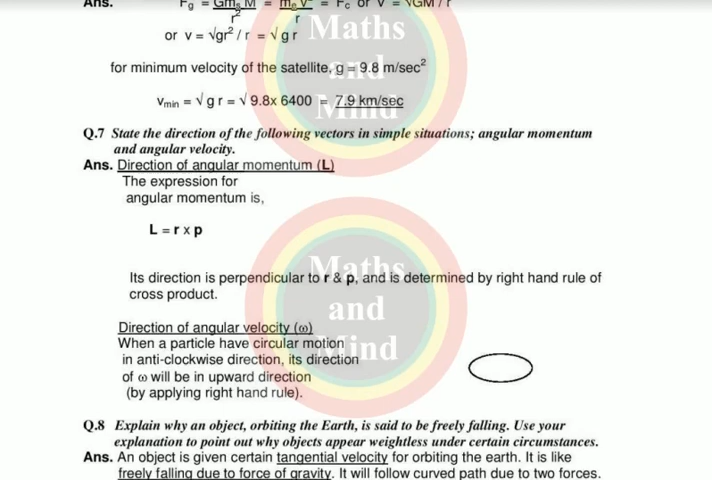 Ans. Fg = Gms M = ms v² = Fc or v = √GM / r
r² r
or v = √gr² / r = √ g r
for minimum velocity of the satellite, g = 9.8 m/sec²
Vmin = √ g r = √ 9.8x 6400 = 7.9 km/sec
Q.7 State the direction of the following vectors in simple situations; angular momentum
and angular velocity.
Ans. Direction of angular momentum (L)
The expression for
angular momentum is,
L = r x p
Its direction is perpendicular to r & p, and is determined by right hand rule of
cross product.
Direction of angular velocity (ω)
When a particle have circular motion
in anti-clockwise direction, its direction
of ω will be in upward direction
(by applying right hand rule).
Q.8 Explain why an object, orbiting the Earth, is said to be freely falling. Use your
explanation to point out why objects appear weightless under certain circumstances.
Ans. An object is given certain tangential velocity for orbiting the earth. It is like
freely falling due to force of gravity. It will follow curved path due to two forces.
Maths
and
Mind
Maths
and
Mind